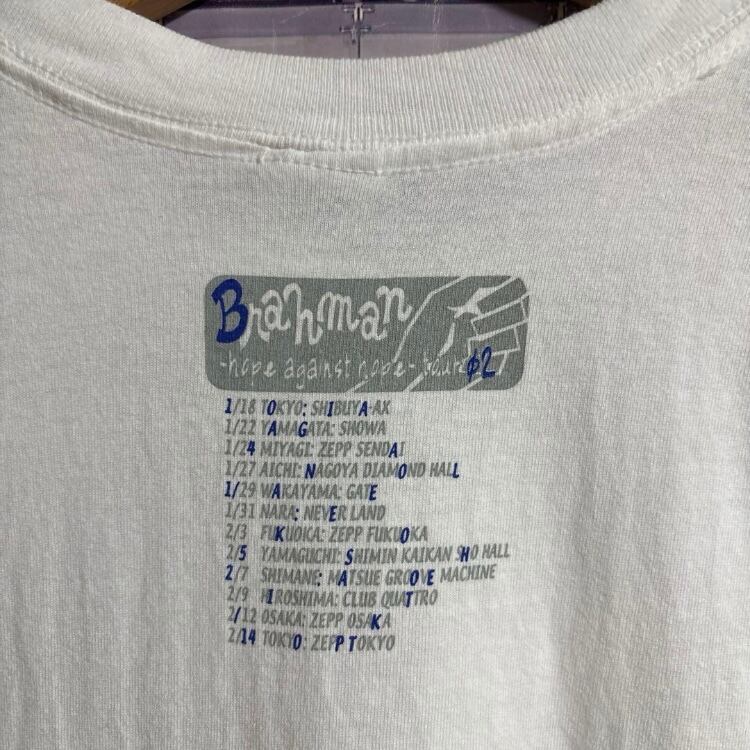 Brahman
-hope against hope- tour 02
1/18 TOKYO: SHIBUYA-AX
1/22 YAMAGATA: SHOWA
1/24 MIYAGI: ZEPP SENDAI
1/27 AICHI: NAGOYA DIAMOND HALL
1/29 WAKAYAMA: GATE
1/31 NARA: NEVER LAND
2/3 FUKUOKA: ZEPP FUKUOKA
2/5 YAMAGUCHI: SHIMIN KAIKAN SHO HALL
2/7 SHIMANE: MATSUE GROOVE MACHINE
2/9 HIROSHIMA: CLUB QUATTRO
2/12 OSAKA: ZEPP OSAKA
2/14 TOKYO: ZEPP TOKYO